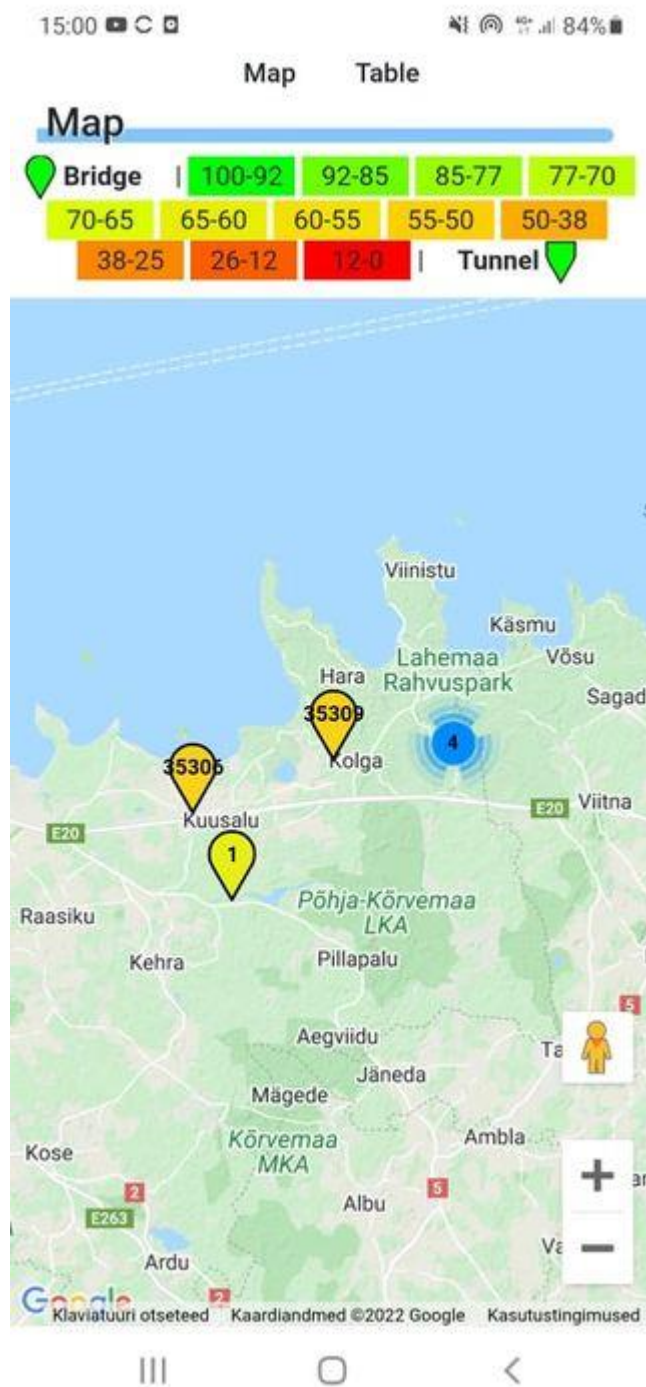 15:00
84%
Map Table
Map
Bridge | 100-92 92-85 85-77 77-70
70-65 65-60 60-55 55-50 50-38
38-25 26-12 12-0 | Tunnel
Viinistu
Käsmu
Lahemaa
Rahvuspark
Võsu
Hara
Sagad
35309
4
Kolga
35306
Kuusalu
E20
E20
Viitna
1
Põhja-Kõrvemaa
LKA
Raasiku
Kehra
Pillapalu
5
Aegviidu
Ta
Jäneda
Mägede
Kõrvemaa
MKA
Ambla
Kose
2
5
Albu
E263
Ardu
Va
2
Google
Klaviatuuri otseteed Kaardiandmed ©2022 Google Kasutustingimused